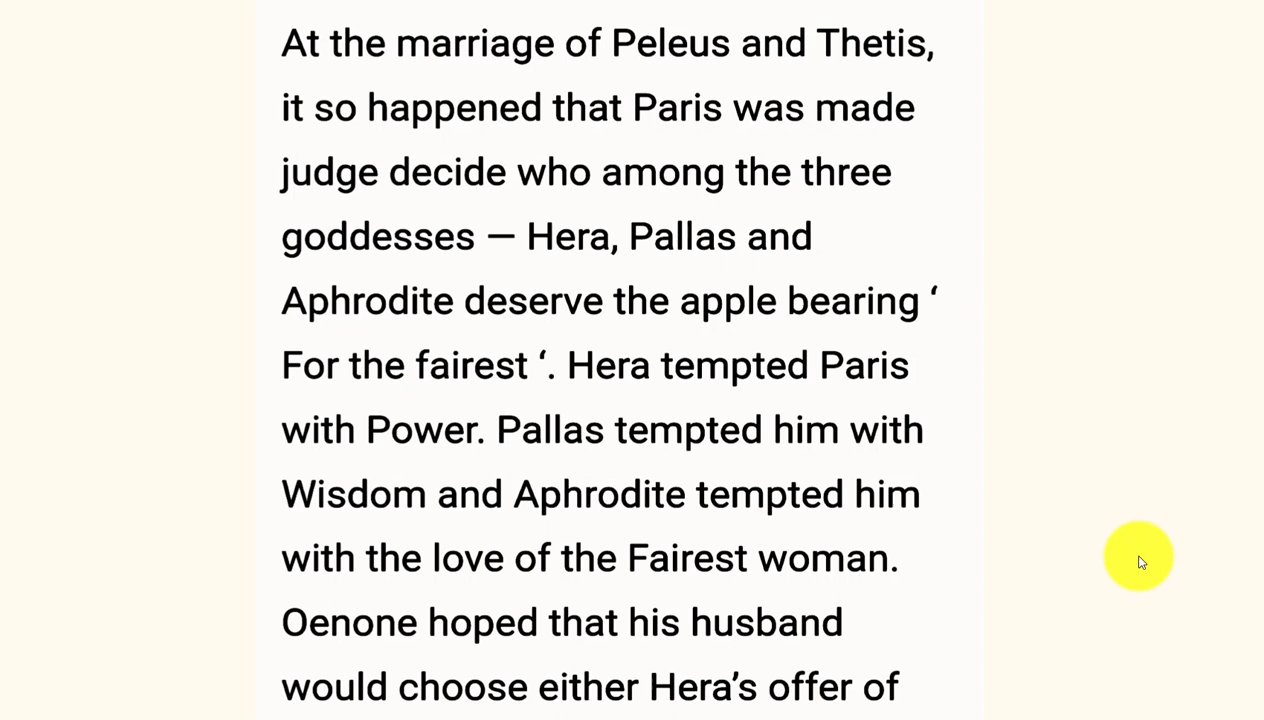 At the marriage of Peleus and Thetis,
it so happened that Paris was made
judge decide who among the three
goddesses — Hera, Pallas and
Aphrodite deserve the apple bearing ‘
For the fairest ‘. Hera tempted Paris
with Power. Pallas tempted him with
Wisdom and Aphrodite tempted him
with the love of the Fairest woman.
Oenone hoped that his husband
would choose either Hera’s offer of